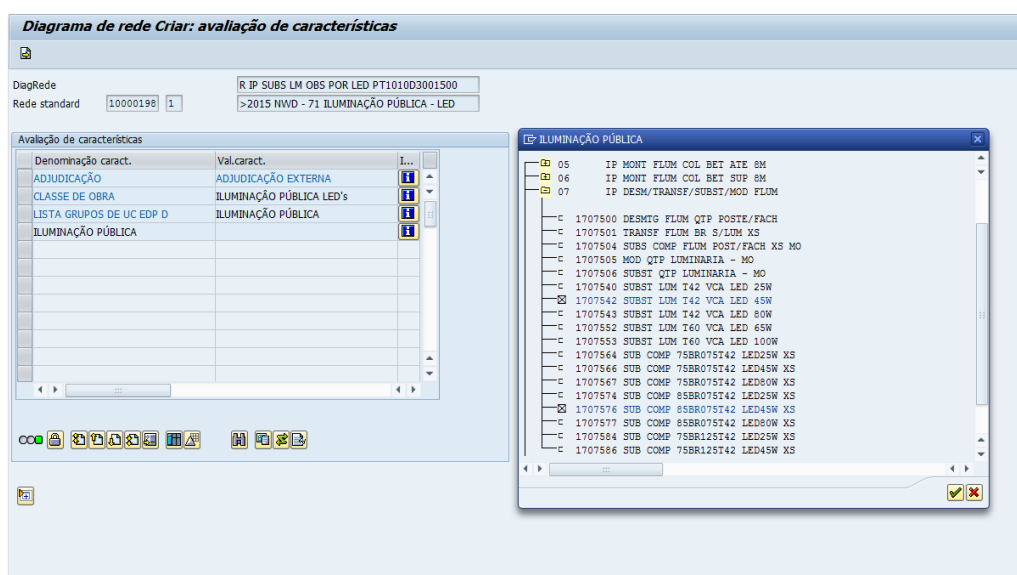 Diagrama de rede Criar: avaliação de características
DiagRede R IP SUBS LM OBS POR LED PT1010D3001500
Rede standard 10000198 1 >2015 NWD - 71 ILUMINAÇÃO PÚBLICA - LED
Avaliação de características
Denominação caract. Val.caract. I...
ADJUDICAÇÃO ADJUDICAÇÃO EXTERNA
CLASSE DE OBRA ILUMINAÇÃO PÚBLICA LED's
LISTA GRUPOS DE UC EDP D ILUMINAÇÃO PÚBLICA
ILUMINAÇÃO PÚBLICA
ILUMINAÇÃO PÚBLICA
05 IP MONT FLUM COL BET ATE 8M
06 IP MONT FLUM COL BET SUP 8M
07 IP DESM/TRANSF/SUBST/MOD FLUM
1707500 DESMTG FLUM QTP POSTE/FACH
1707501 TRANSF FLUM BR S/LUM XS
1707504 SUBS COMP FLUM POST/FACH XS MO
1707505 MOD QTP LUMINARIA - MO
1707506 SUBST QTP LUMINARIA - MO
1707540 SUBST LUM T42 VCA LED 25W
1707542 SUBST LUM T42 VCA LED 45W
1707543 SUBST LUM T42 VCA LED 80W
1707552 SUBST LUM T60 VCA LED 65W
1707553 SUBST LUM T60 VCA LED 100W
1707564 SUB COMP 75BR075T42 LED25W XS
1707566 SUB COMP 75BR075T42 LED45W XS
1707567 SUB COMP 75BR075T42 LED80W XS
1707574 SUB COMP 85BR075T42 LED25W XS
1707576 SUB COMP 85BR075T42 LED45W XS
1707577 SUB COMP 85BR075T42 LED80W XS
1707584 SUB COMP 75BR125T42 LED25W XS
1707586 SUB COMP 75BR125T42 LED45W XS